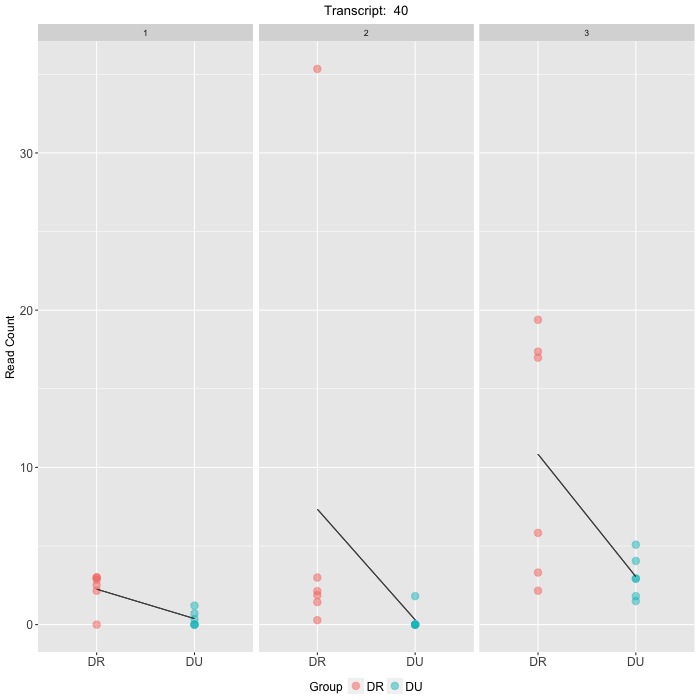 Transcript:  40
1 2 3
30
20
10
0
Read Count
DR DU DR DU DR DU
Group DR DU